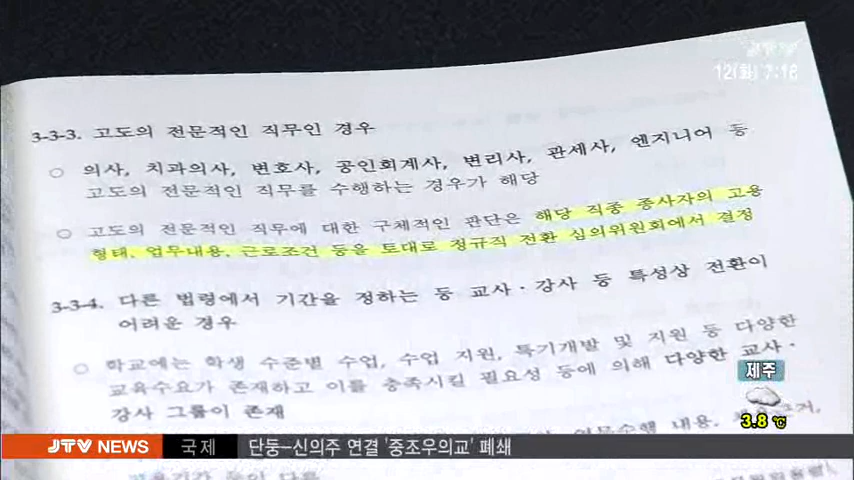 12(화) 7:18
3-3-3. 고도의 전문적인 직무인 경우
○ 의사, 치과의사, 변호사, 공인회계사, 변리사, 관세사, 엔지니어 등
고도의 전문적인 직무를 수행하는 경우가 해당
○ 고도의 전문적인 직무에 대한 구체적인 판단은 해당 직종 종사자의 고용
형태, 업무내용, 근로조건 등을 토대로 정규직 전환 심의위원회에서 결정
3-3-4. 다른 법령에서 기간을 정하는 등 교사·강사 등 특성상 전환이
어려운 경우
○ 학교에는 학생 수준별 수업, 수업 지원, 특기개발 및 지원 등 다양한
교육수요가 존재하고 이를 충족시킬 필요성 등에 의해 다양한 교사·
강사 그룹이 존재
제주
3.8℃
업무수행 내용,
JTV NEWS 국제 단둥–신의주 연결 '중조우의교' 폐쇄